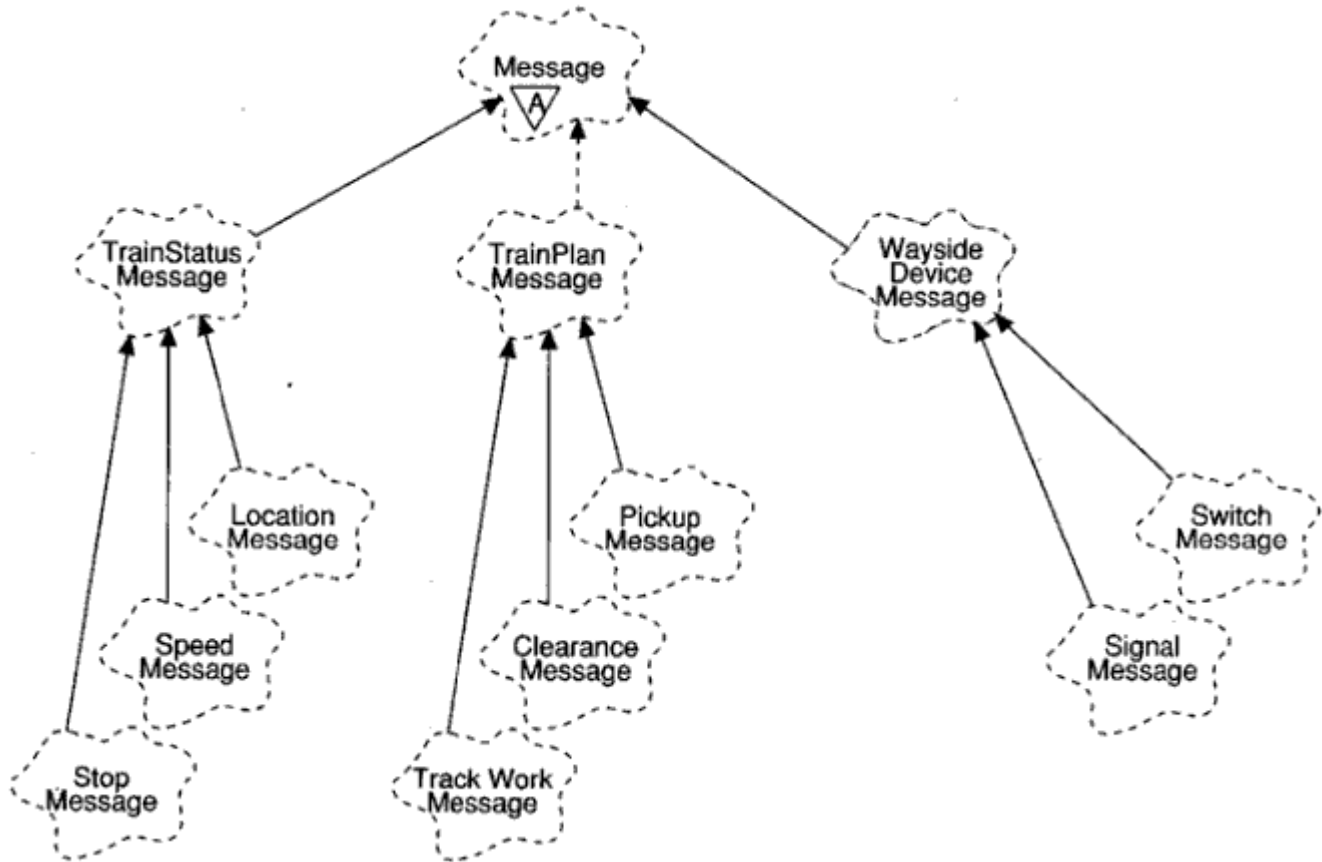 Message
A
TrainStatus
Message
TrainPlan
Message
Wayside
Device
Message
Location
Message
Pickup
Message
Switch
Message
Speed
Message
Clearance
Message
Signal
Message
Stop
Message
Track Work
Message